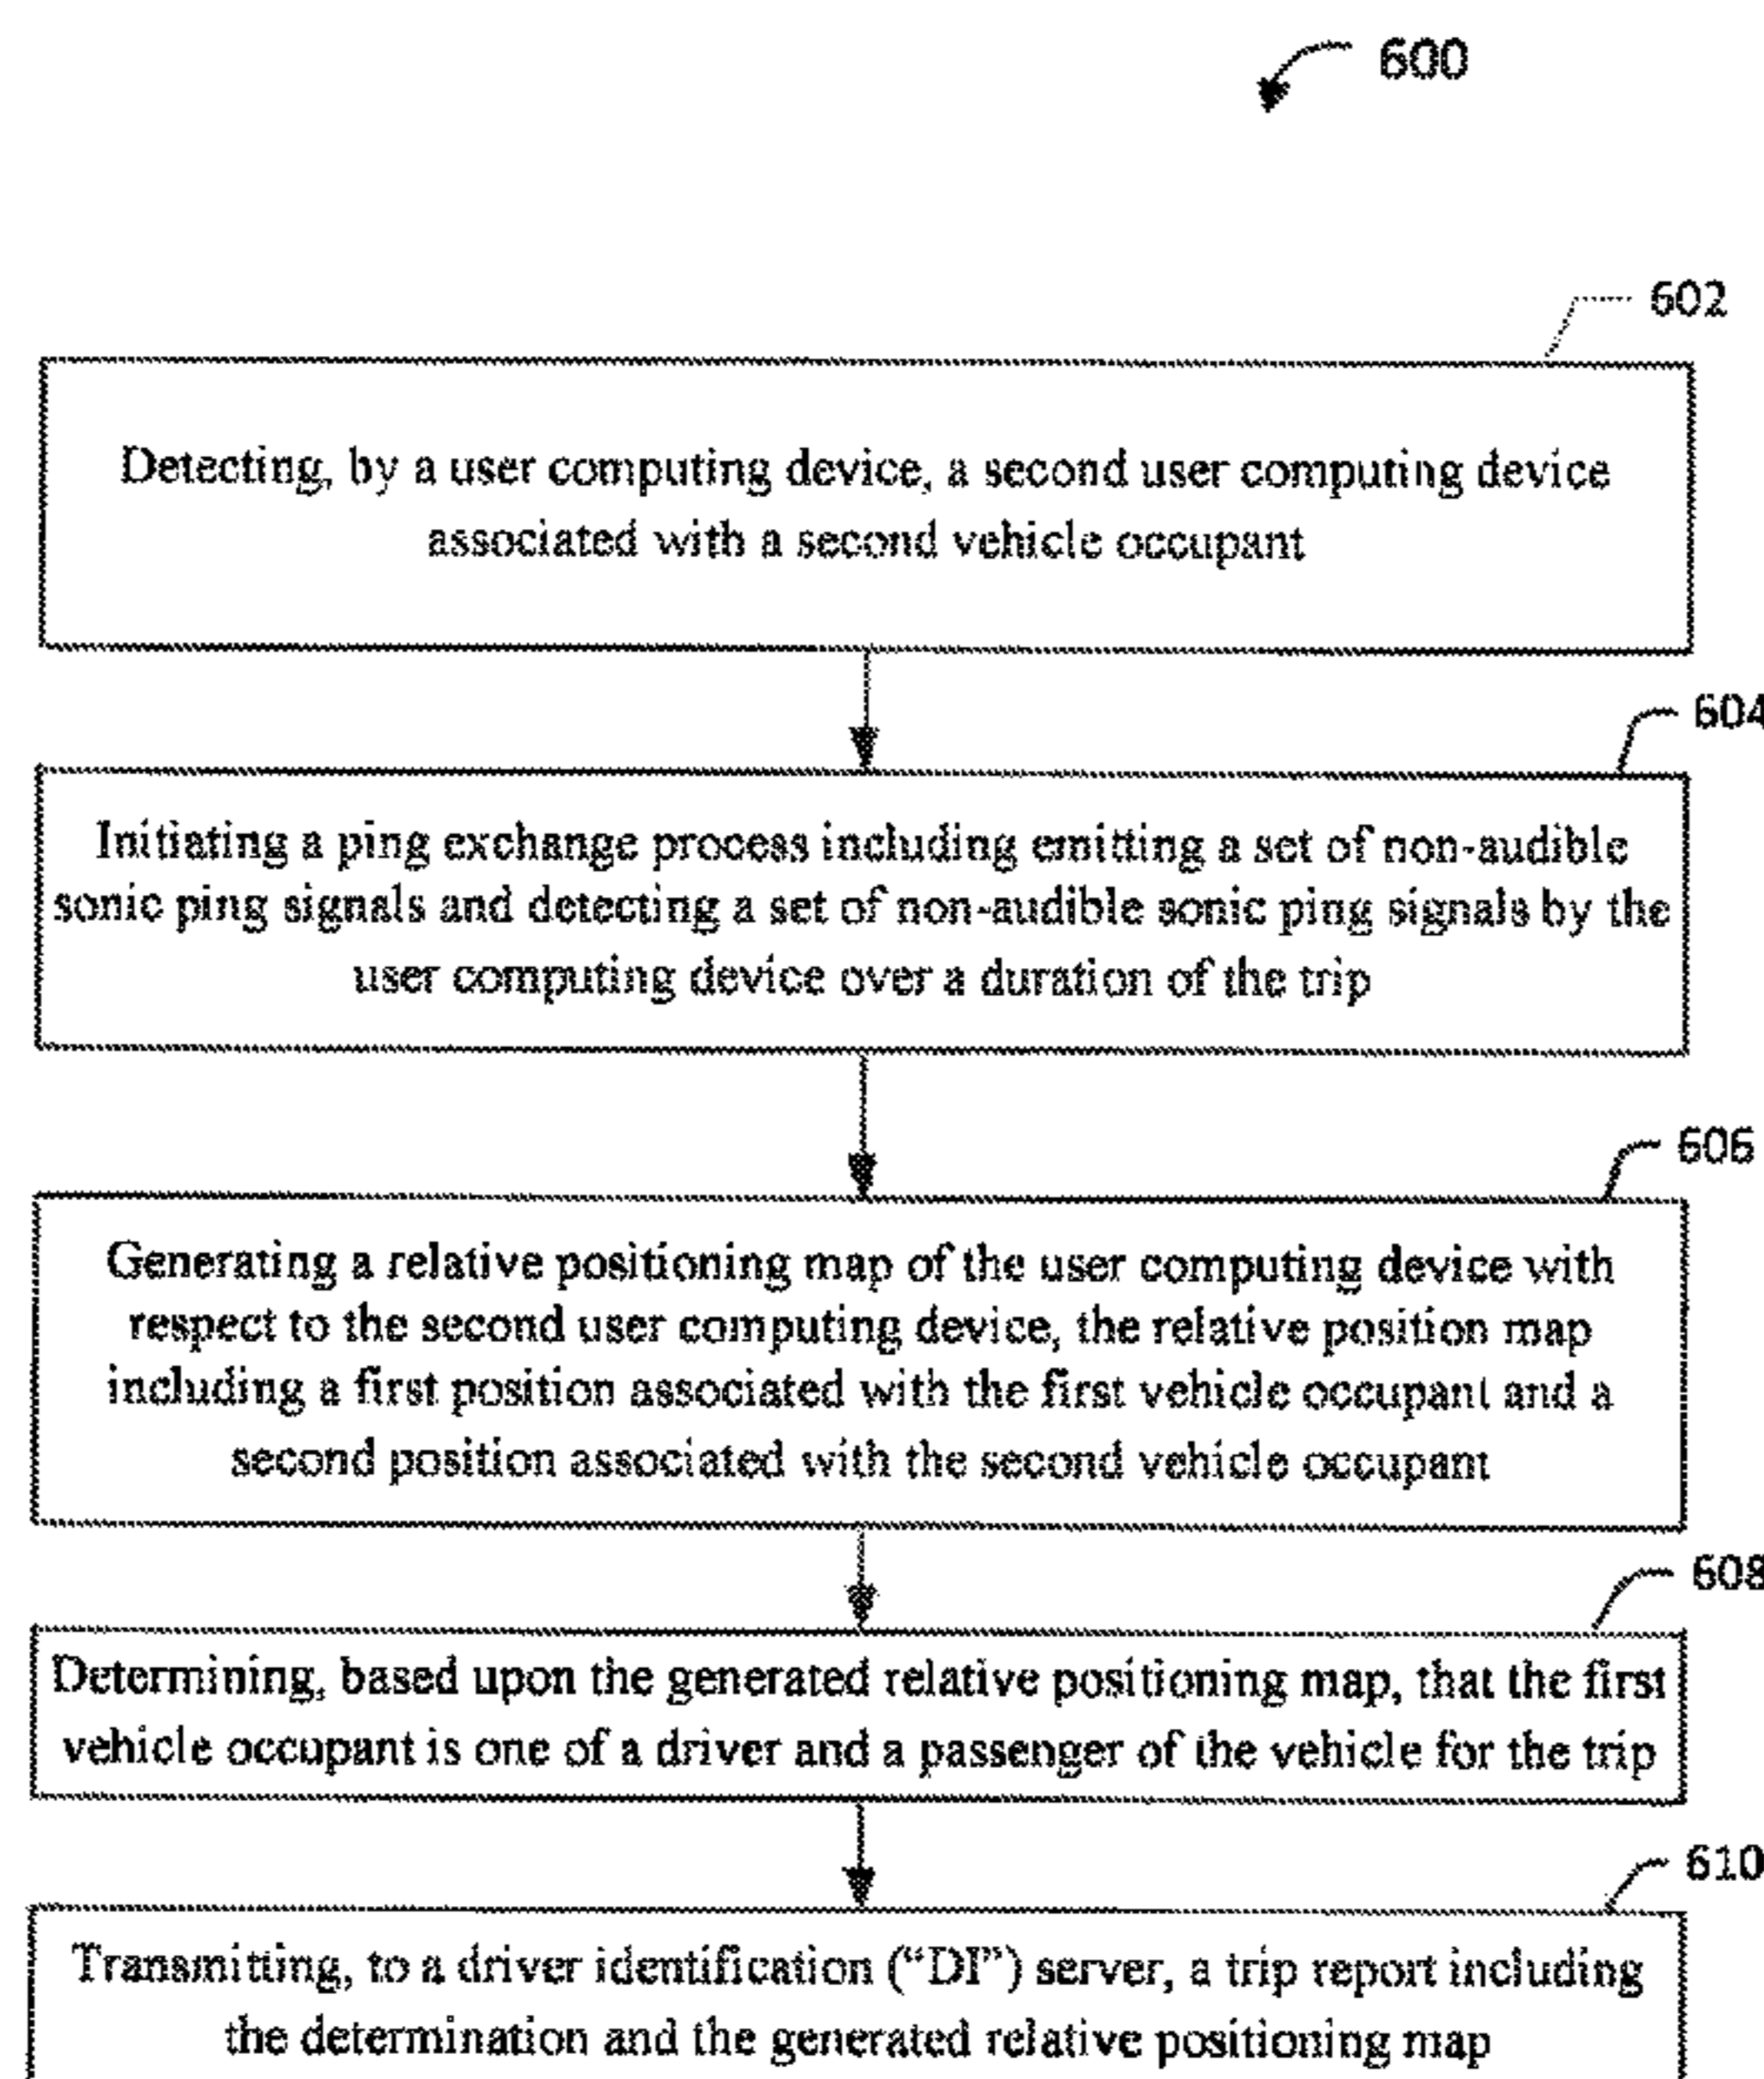 600
602
Detecting, by a user computing device, a second user computing device
associated with a second vehicle occupant
604
Initiating a ping exchange process including emitting a set of non-audible
sonic ping signals and detecting a set of non-audible sonic ping signals by the
user computing device over a duration of the trip
606
Generating a relative positioning map of the user computing device with
respect to the second user computing device, the relative position map
including a first position associated with the first vehicle occupant and a
second position associated with the second vehicle occupant
608
Determining, based upon the generated relative positioning map, that the first
vehicle occupant is one of a driver and a passenger of the vehicle for the trip
610
Transmitting, to a driver identification (“DI”) server, a trip report including
the determination and the generated relative positioning map